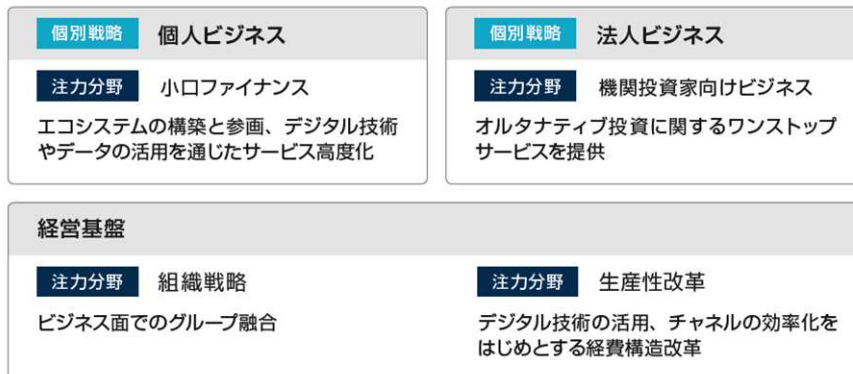 個別戦略 個人ビジネス
注力分野 小口ファイナンス
エコシステムの構築と参画、デジタル技術
やデータの活用を通じたサービス高度化
個別戦略 法人ビジネス
注力分野 機関投資家向けビジネス
オルタナティブ投資に関するワンストップ
サービスを提供
経営基盤
注力分野 組織戦略
ビジネス面でのグループ融合
注力分野 生産性改革
デジタル技術の活用、チャネルの効率化を
はじめとする経費構造改革